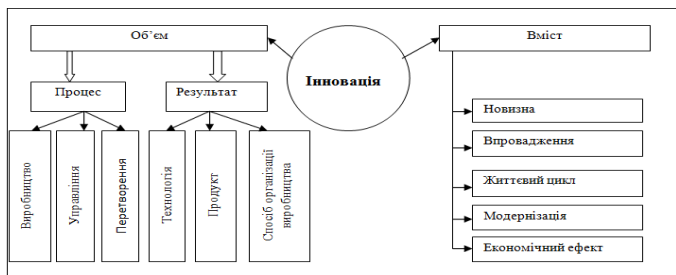 Об’єм
Інновація
Вміст
Процес
Результат
Виробництво
Управління
Перетворення
Технологія
Продукт
Спосіб організації
виробництва
Новизна
Впровадження
Життєвий цикл
Модернізація
Економічний ефект